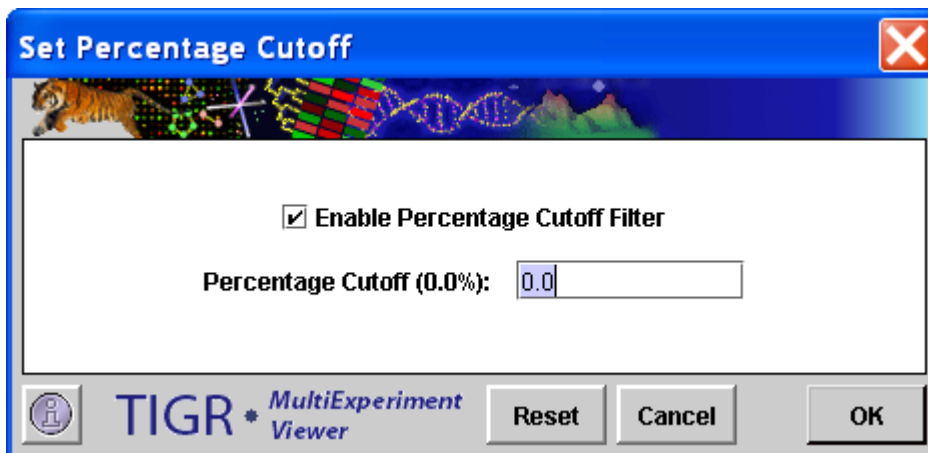 Set Percentage Cutoff
Enable Percentage Cutoff Filter
Percentage Cutoff (0.0%): 0.0
TIGR • MultiExperiment
Viewer
Reset Cancel OK